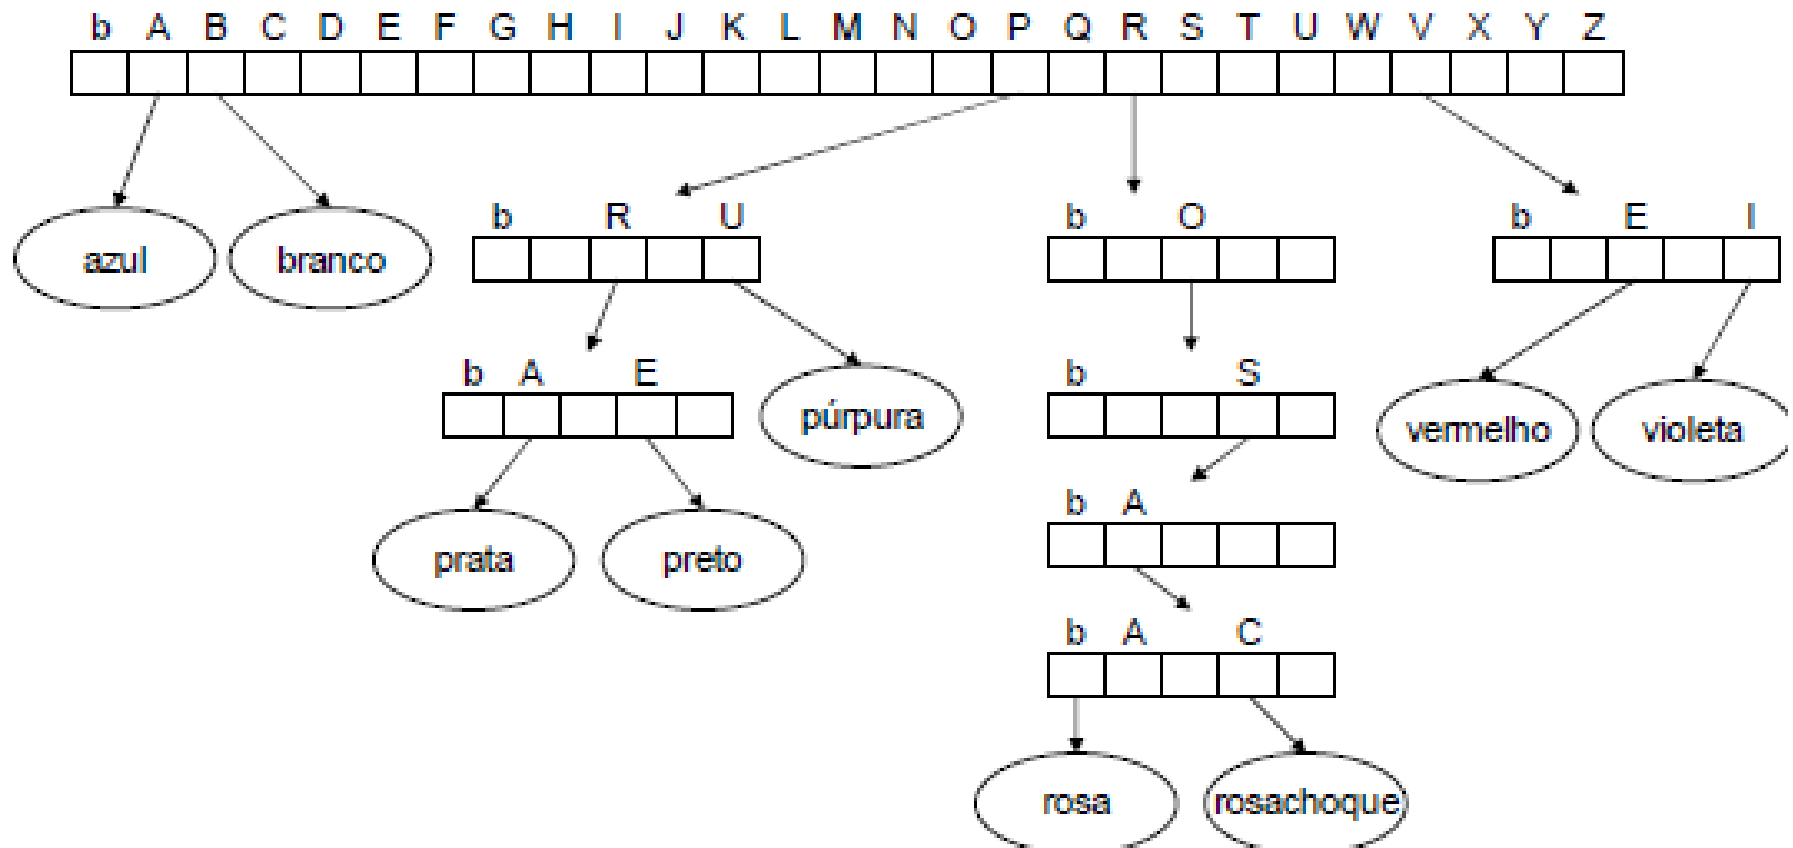 b A B C D E F G H I J K L M N O P Q R S T U W V X Y Z
azul branco
b R U
b O
b E I
b A E
púrpura
b S
vermelho violeta
prata preto
b A
b A C
rosa rosachoque